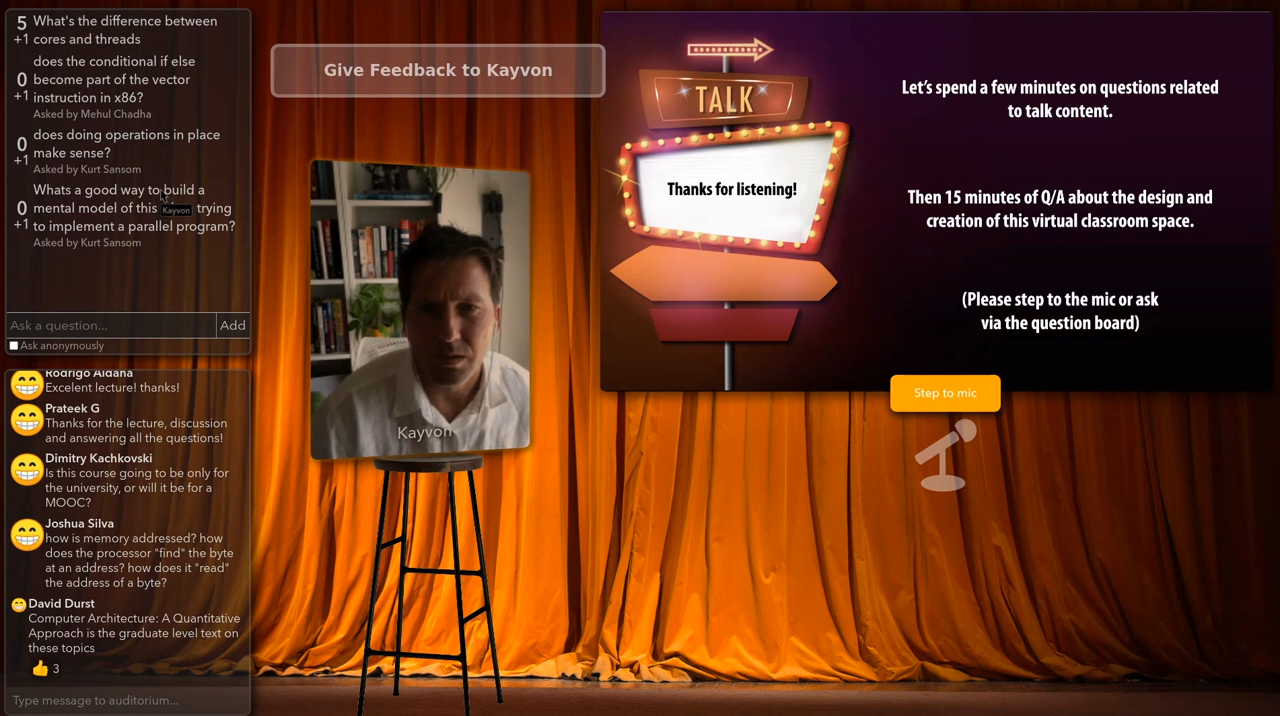 5 What's the difference between
+1 cores and threads
does the conditional if else
0 become part of the vector
+1 instruction in x86?
Asked by Mehul Chadha
0 does doing operations in place
+1 make sense?
Asked by Kurt Sansom
Whats a good way to build a
0 mental model of this trying
+1 to implement a parallel program?
Asked by Kurt Sansom
Kayvon
Ask a question... Add
Ask anonymously
Rodrigo Aldana
Excelent lecture! thanks!
Prateek G
Thanks for the lecture, discussion
and answering all the questions!
Dimitry Kachkovski
Is this course going to be only for
the university, or will it be for a
MOOC?
Joshua Silva
how is memory addressed? how
does the processor "find" the byte
at an address? how does it "read"
the address of a byte?
David Durst
Computer Architecture: A Quantitative
Approach is the graduate level text on
these topics
3
Type message to auditorium...
Give Feedback to Kayvon
Kayvon
TALK
Thanks for listening!
Let's spend a few minutes on questions related
to talk content.
Then 15 minutes of Q/A about the design and
creation of this virtual classroom space.
(Please step to the mic or ask
via the question board)
Step to mic